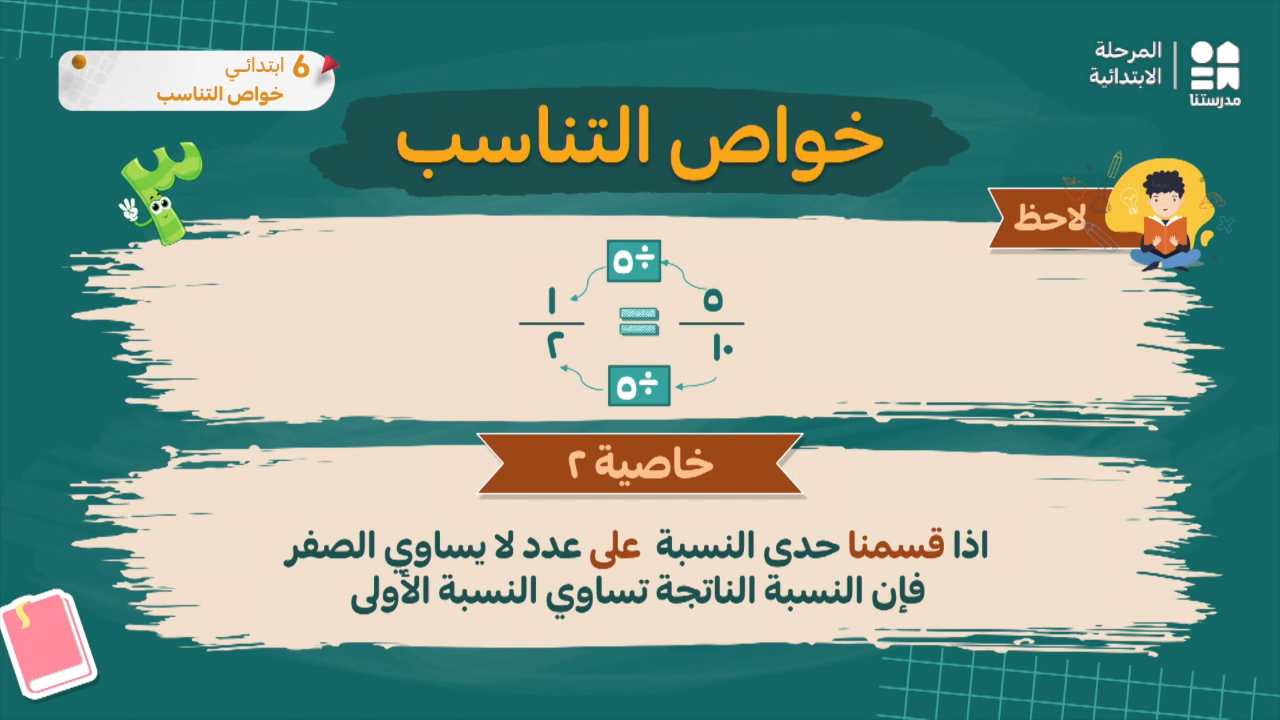 المرحلة
الابتدائية
مدرستنا
6 ابتدائي
خواص التناسب
خواص التناسب
لاحظ
÷٥
٥ = ١
١٠ ٢
÷٥
خاصية ٢
اذا قسمنا حدى النسبة على عدد لا يساوي الصفر
فإن النسبة الناتجة تساوي النسبة الأولى